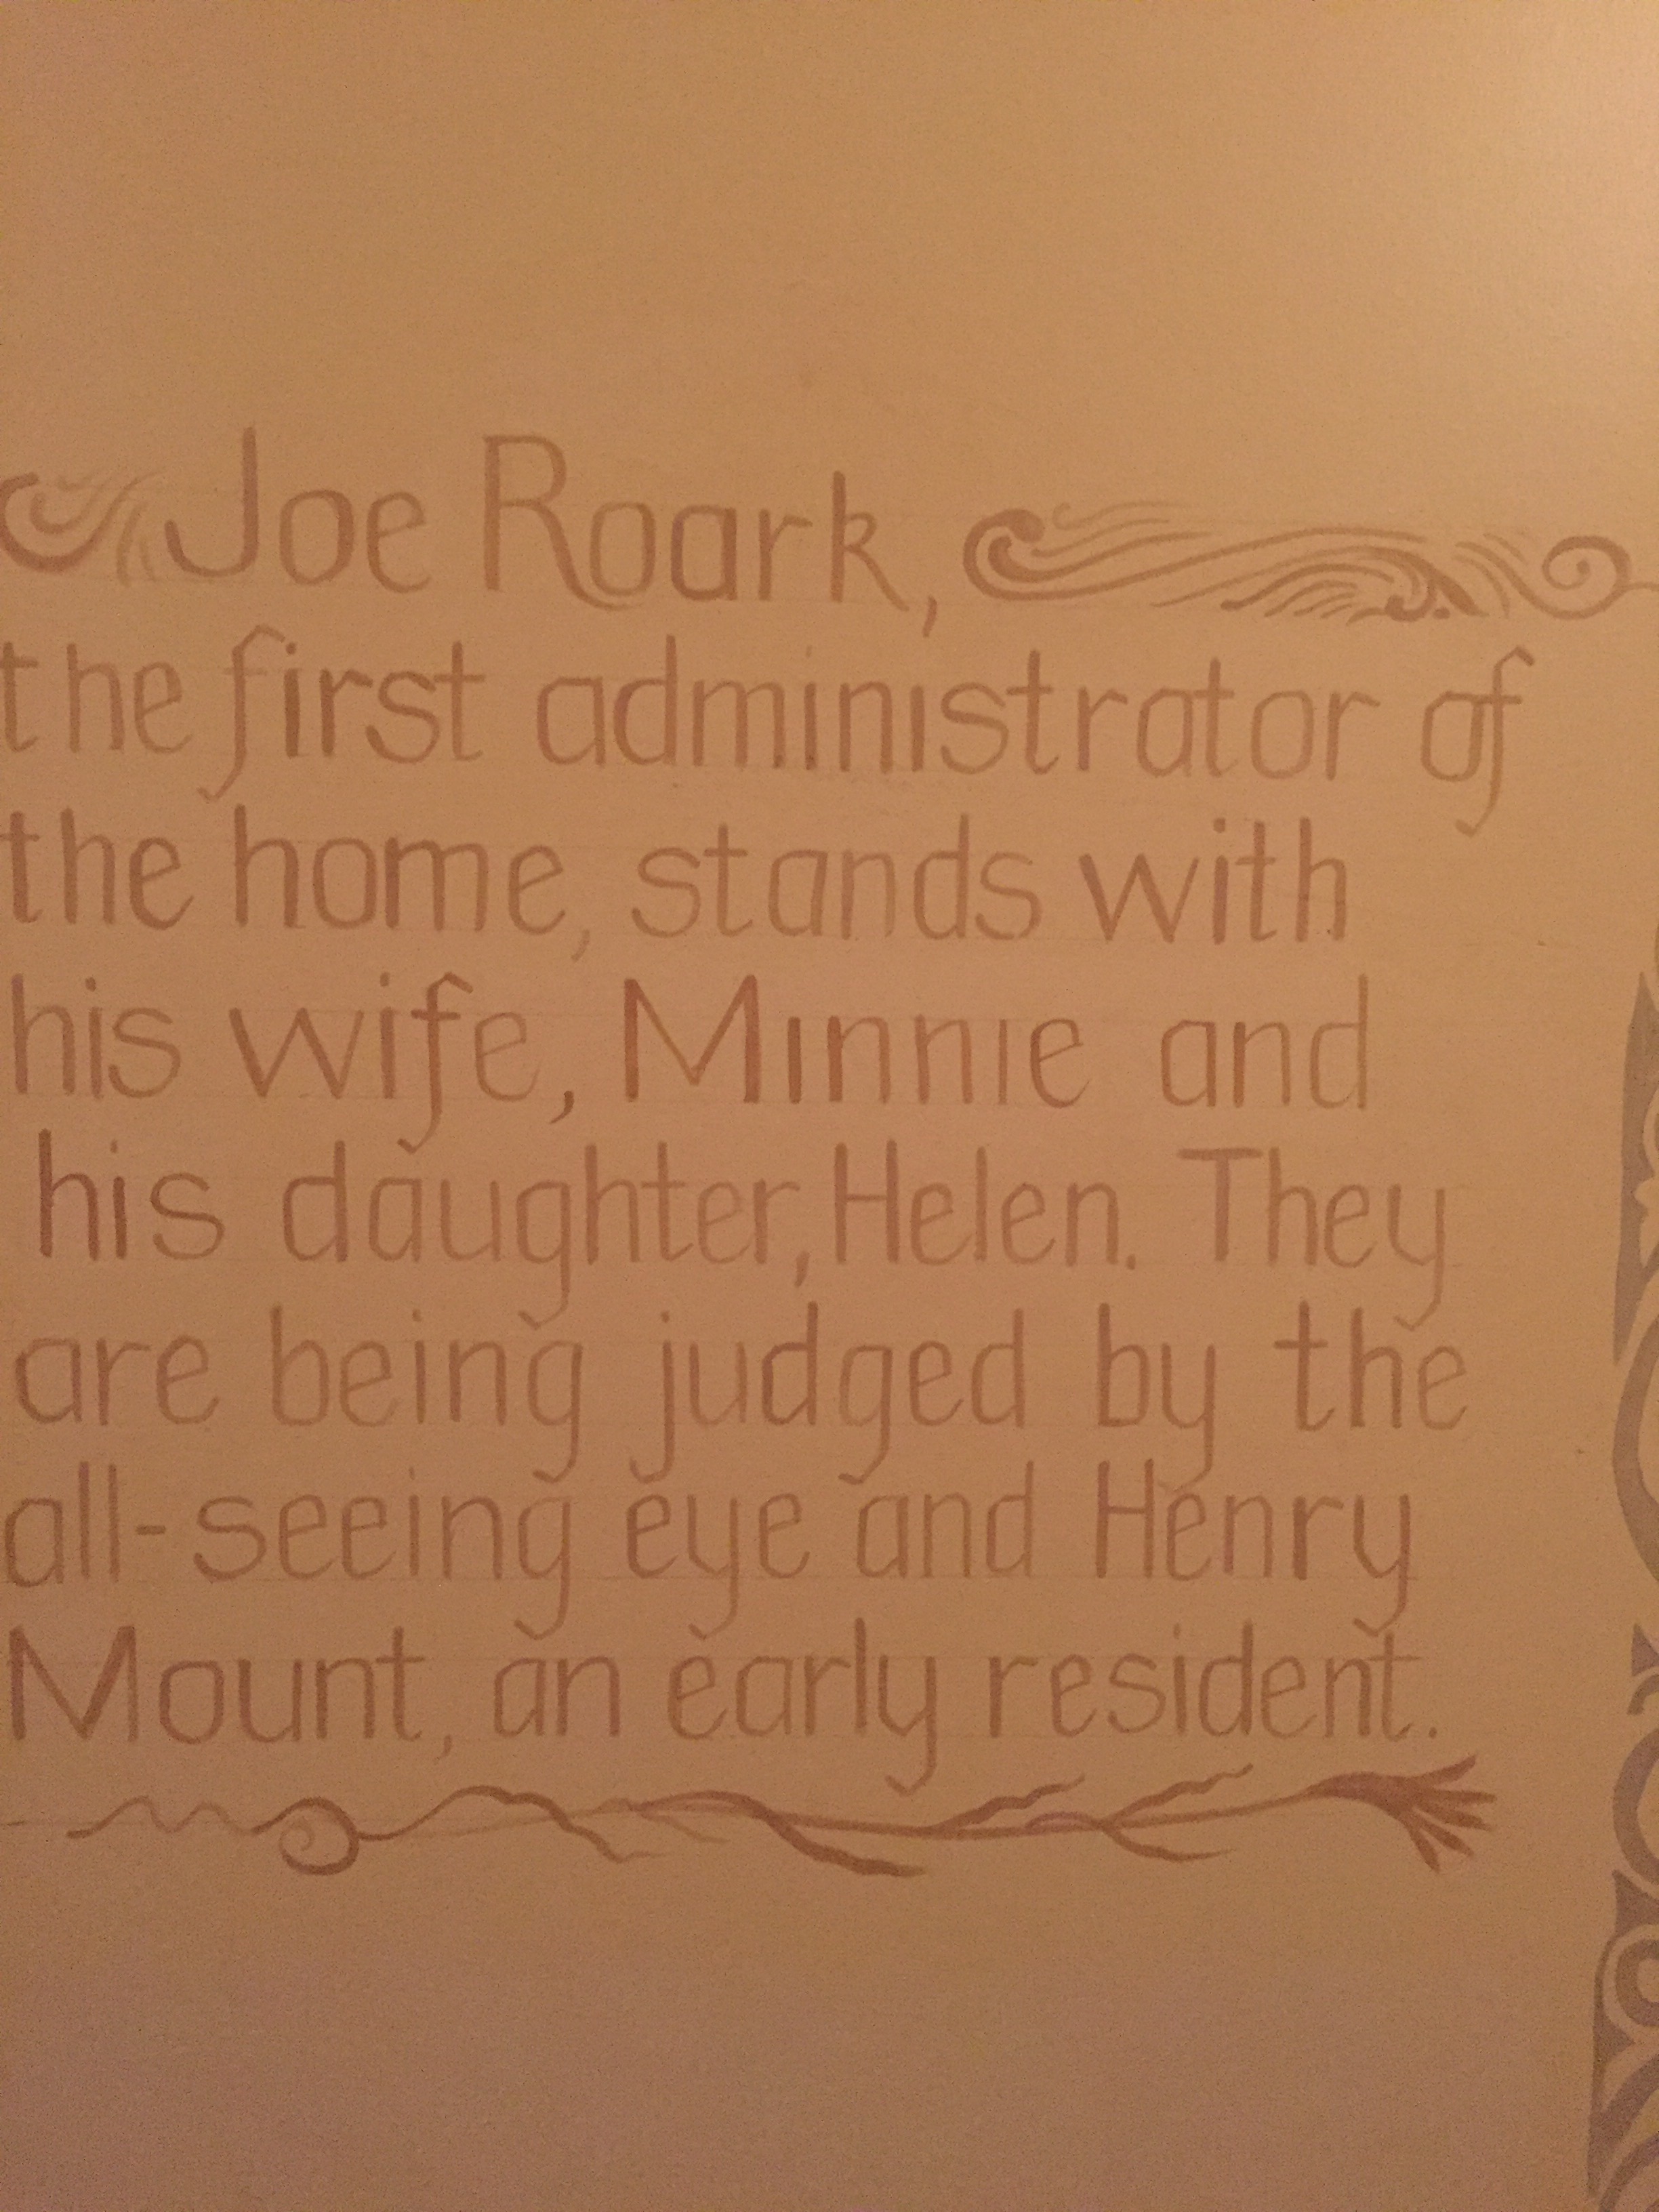 Joe Roark,
the first administrator of
the home, stands with
his wife, Minnie and
his daughter, Helen. They
are being judged by the
all-seeing eye and Henry
Mount, an early resident.